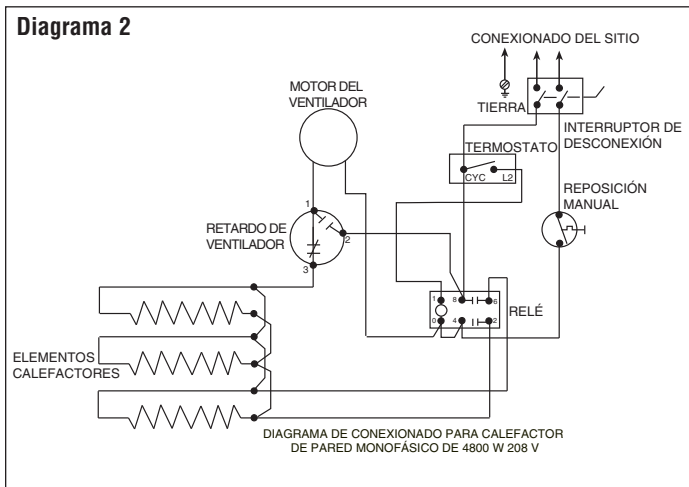 Diagrama 2
CONEXIONADO DEL SITIO
MOTOR DEL
VENTILADOR
TIERRA
INTERRUPTOR DE
DESCONEXIÓN
TERMOSTATO
CYC L2
REPOSICIÓN
MANUAL
RETARDO DE
VENTILADOR
1
2
3
1 8 6
0 4 2
RELÉ
ELEMENTOS
CALEFACTORES
DIAGRAMA DE CONEXIONADO PARA CALEFACTOR
DE PARED MONOFÁSICO DE 4800 W 208 V